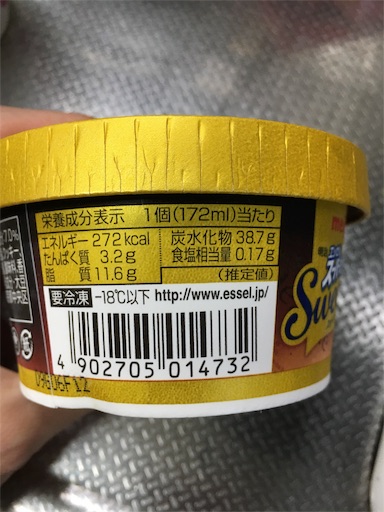 栄養成分表示 1個(172ml)当たり
エネルギー 272kcal
たんぱく質 3.2g
脂質 11.6g
炭水化物 38.7g
食塩相当量 0.17g
(推定値)
要冷凍 -18℃以下 http://www.essel.jp/
4 902705 014732